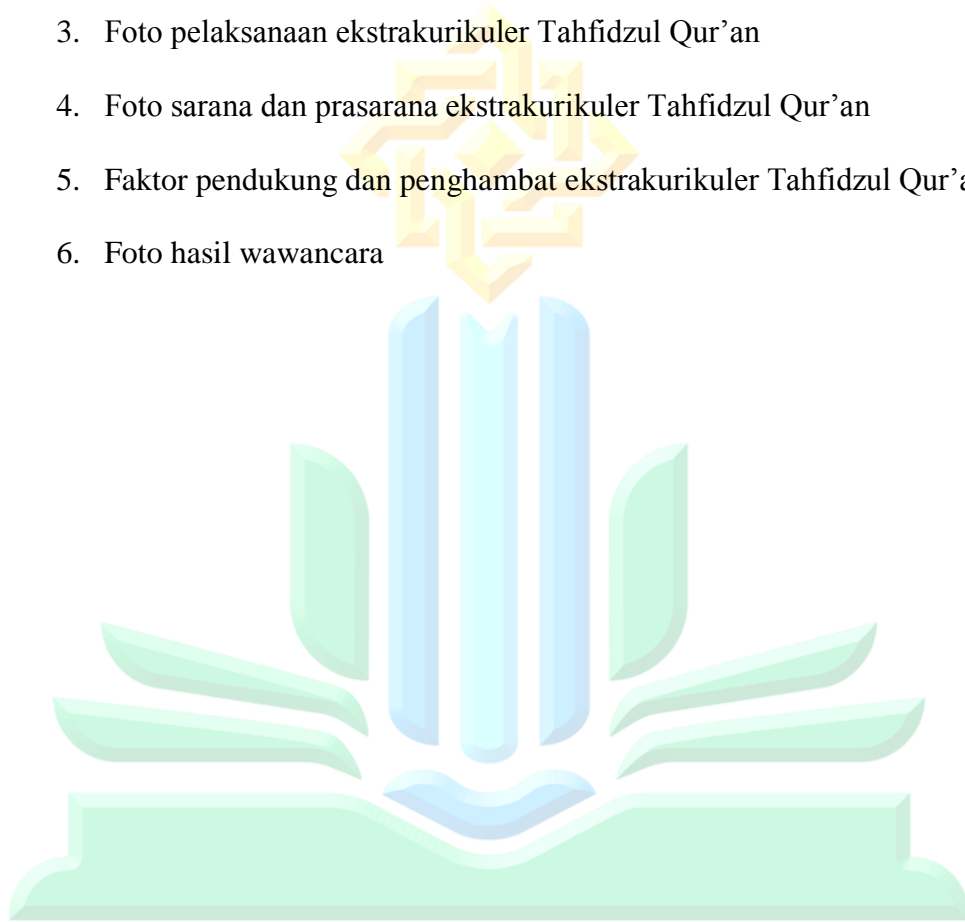 3. Foto pelaksanaan ekstrakurikuler Tahfidzul Qur’an
4. Foto sarana dan prasarana ekstrakurikuler Tahfidzul Qur’an
5. Faktor pendukung dan penghambat ekstrakurikuler Tahfidzul Qur’a
6. Foto hasil wawancara